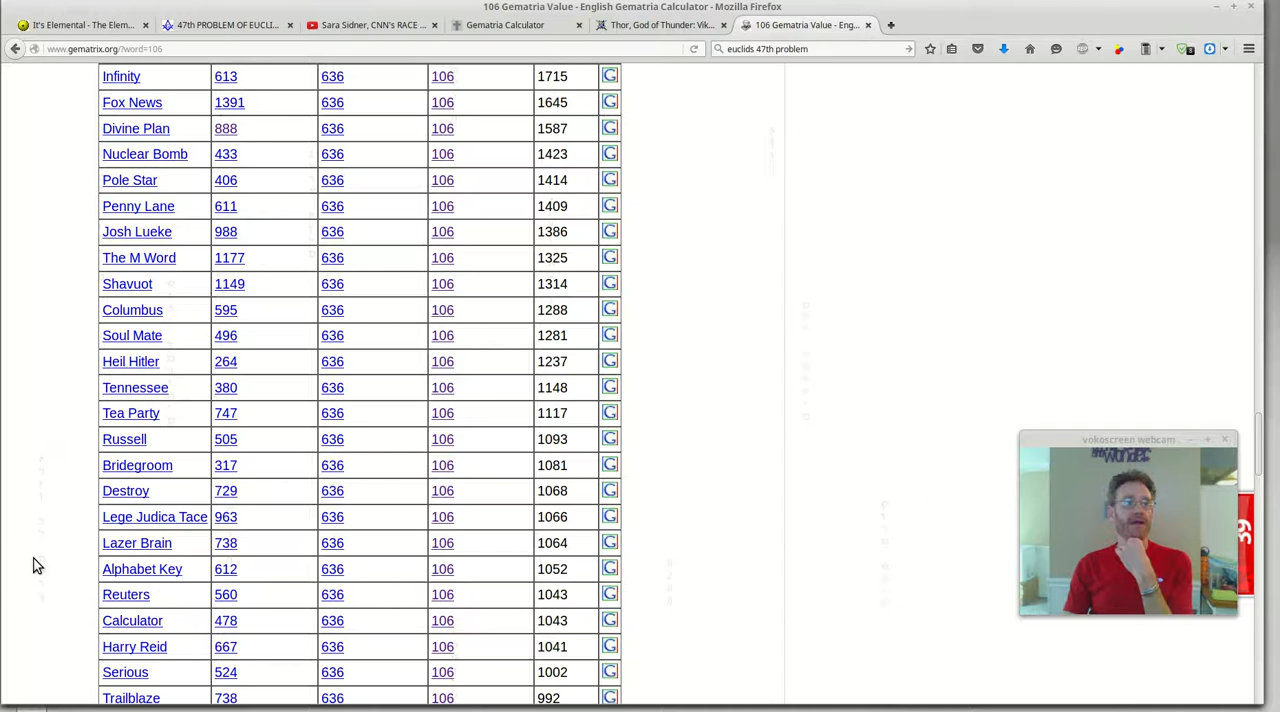 106 Gematria Value - English Gematria Calculator - Mozilla Firefox
It's Elemental - The Elem...
47th PROBLEM OF EUCLI...
Sara Sidner, CNN's RACE ...
Gematria Calculator
Thor, God of Thunder: Vik...
106 Gematria Value - Eng...
www.gematrix.org/?word=106
euclids 47th problem
Infinity 613 636 106 1715
Fox News 1391 636 106 1645
Divine Plan 888 636 106 1587
Nuclear Bomb 433 636 106 1423
Pole Star 406 636 106 1414
Penny Lane 611 636 106 1409
Josh Lueke 988 636 106 1386
The M Word 1177 636 106 1325
Shavuot 1149 636 106 1314
Columbus 595 636 106 1288
Soul Mate 496 636 106 1281
Heil Hitler 264 636 106 1237
Tennessee 380 636 106 1148
Tea Party 747 636 106 1117
Russell 505 636 106 1093
Bridegroom 317 636 106 1081
Destroy 729 636 106 1068
Lege Judica Tace 963 636 106 1066
Lazer Brain 738 636 106 1064
Alphabet Key 612 636 106 1052
Reuters 560 636 106 1043
Calculator 478 636 106 1043
Harry Reid 667 636 106 1041
Serious 524 636 106 1002
Trailblaze 738 636 106 992
vokoscreen webcam
wonder
39